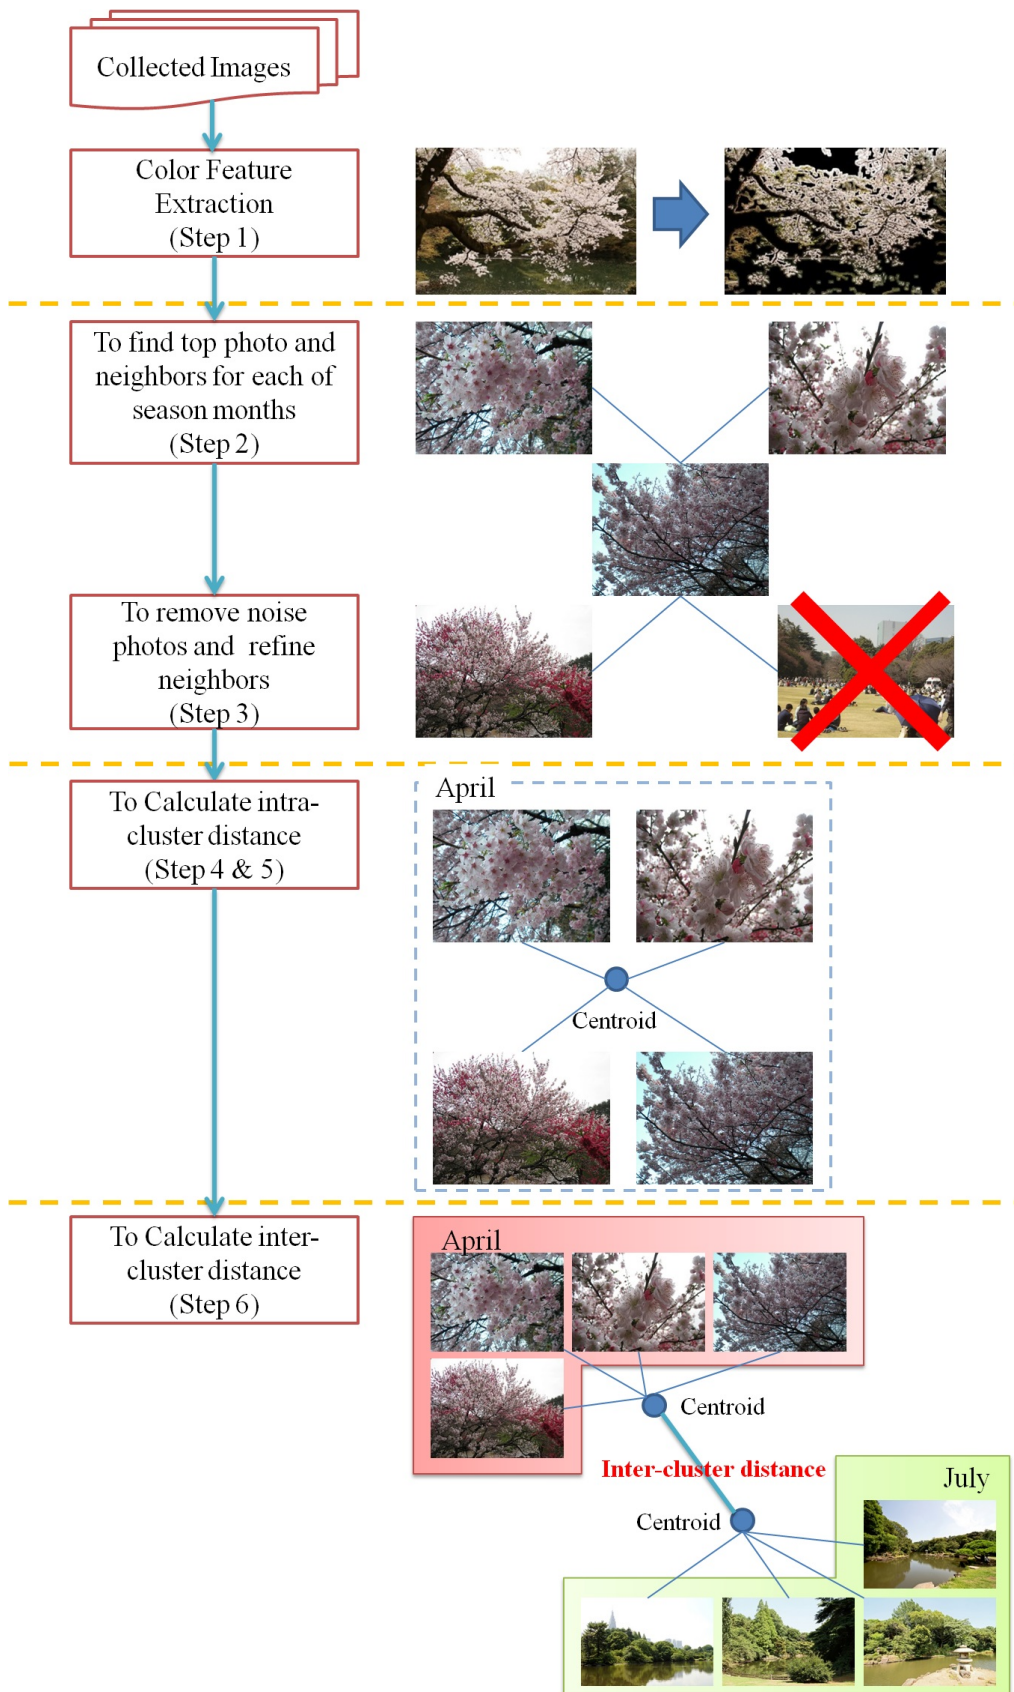 Collected Images
Color Feature
Extraction
(Step 1)
To find top photo and
neighbors for each of
season months
(Step 2)
To remove noise
photos and refine
neighbors
(Step 3)
To Calculate intra-
cluster distance
(Step 4 & 5)
April
Centroid
To Calculate inter-
cluster distance
(Step 6)
April
Centroid
Inter-cluster distance
July
Centroid